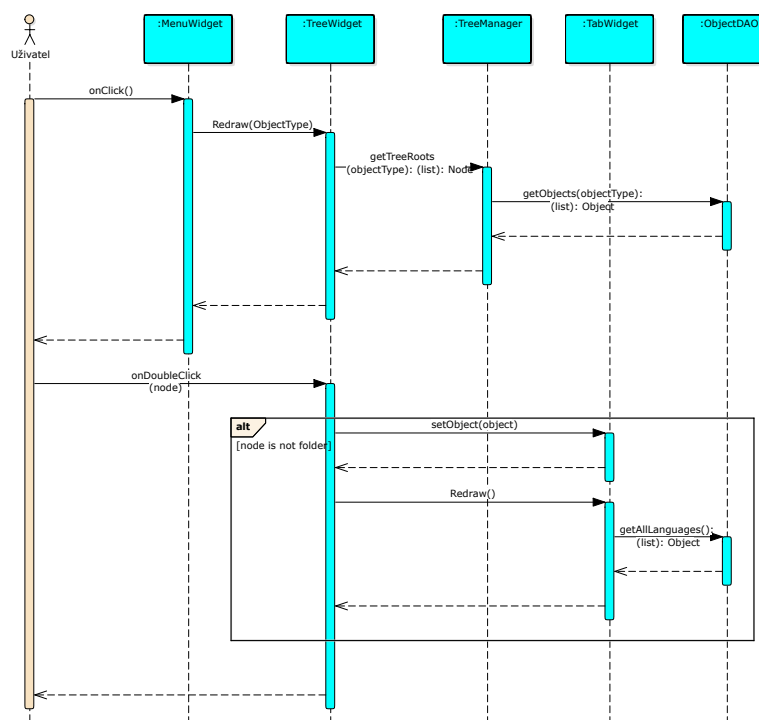 :MenuWidget
:TreeWidget
:TreeManager
:TabWidget
:ObjectDAO
Uživatel
onClick()
Redraw(ObjectType)
getTreeRoots
(objectType): (list): Node
getObjects(objectType):
(list): Object
onDoubleClick
(node)
alt
setObject(object)
[node is not folder]
Redraw()
getAllLanguages():
(list): Object